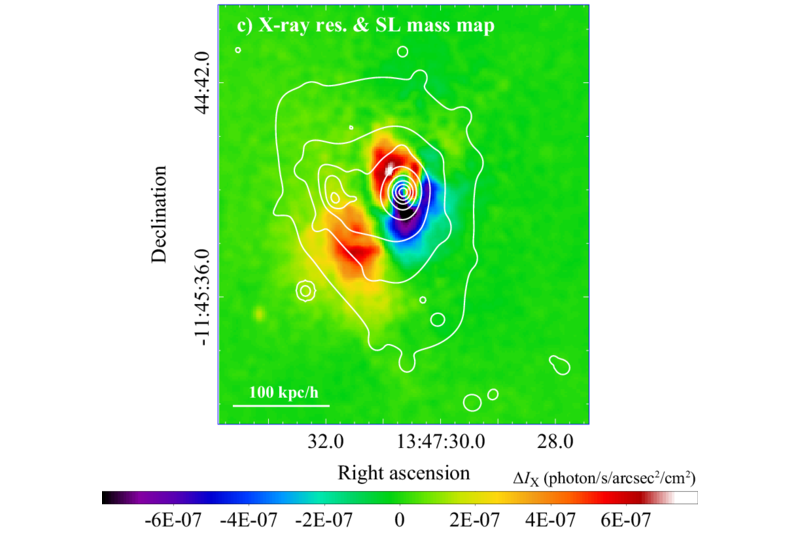 c) X-ray res. & SL mass map
44:42.0
Declination
-11:45:36.0
100 kpc/h
32.0 13:47:30.0 28.0
Right ascension
ΔI_X (photon/s/arcsec²/cm²)
-6E-07 -4E-07 -2E-07 0 2E-07 4E-07 6E-07